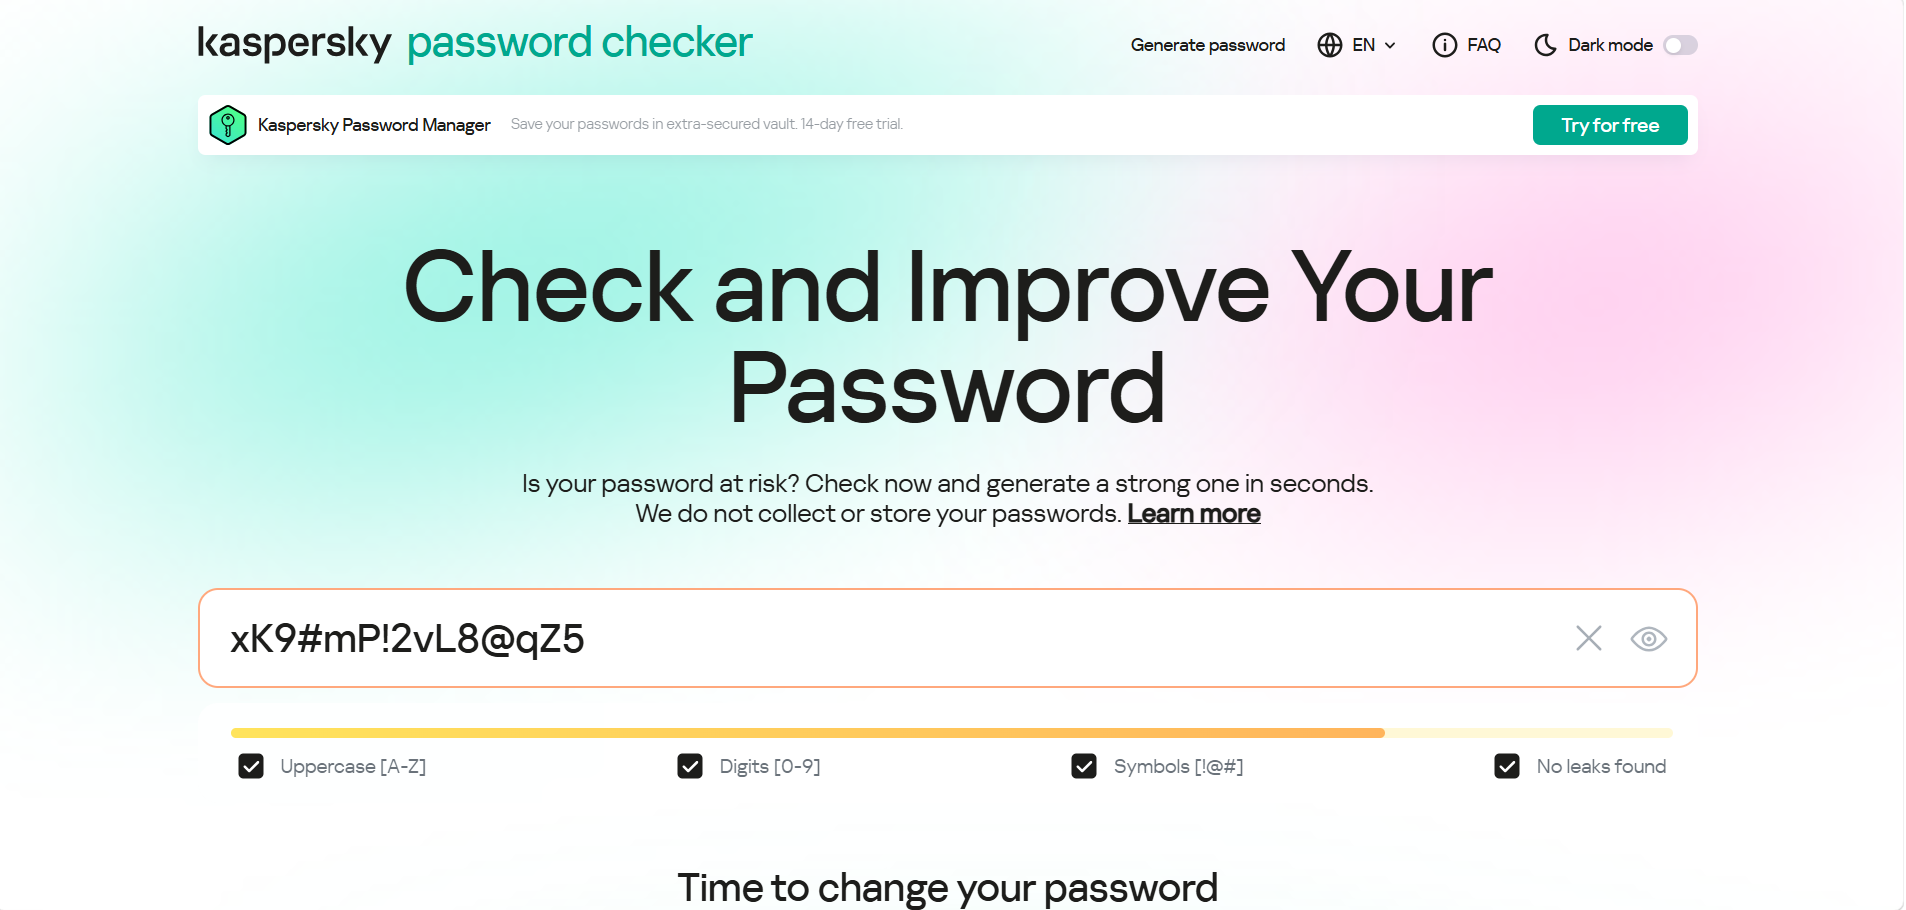 kaspersky password checker
Generate password EN FAQ Dark mode
Kaspersky Password Manager Save your passwords in extra-secured vault. 14-day free trial. Try for free
Check and Improve Your
Password
Is your password at risk? Check now and generate a strong one in seconds.
We do not collect or store your passwords. Learn more
xK9#mP!2vL8@qZ5
Uppercase [A-Z] Digits [0-9] Symbols [!@#] No leaks found
Time to change your password